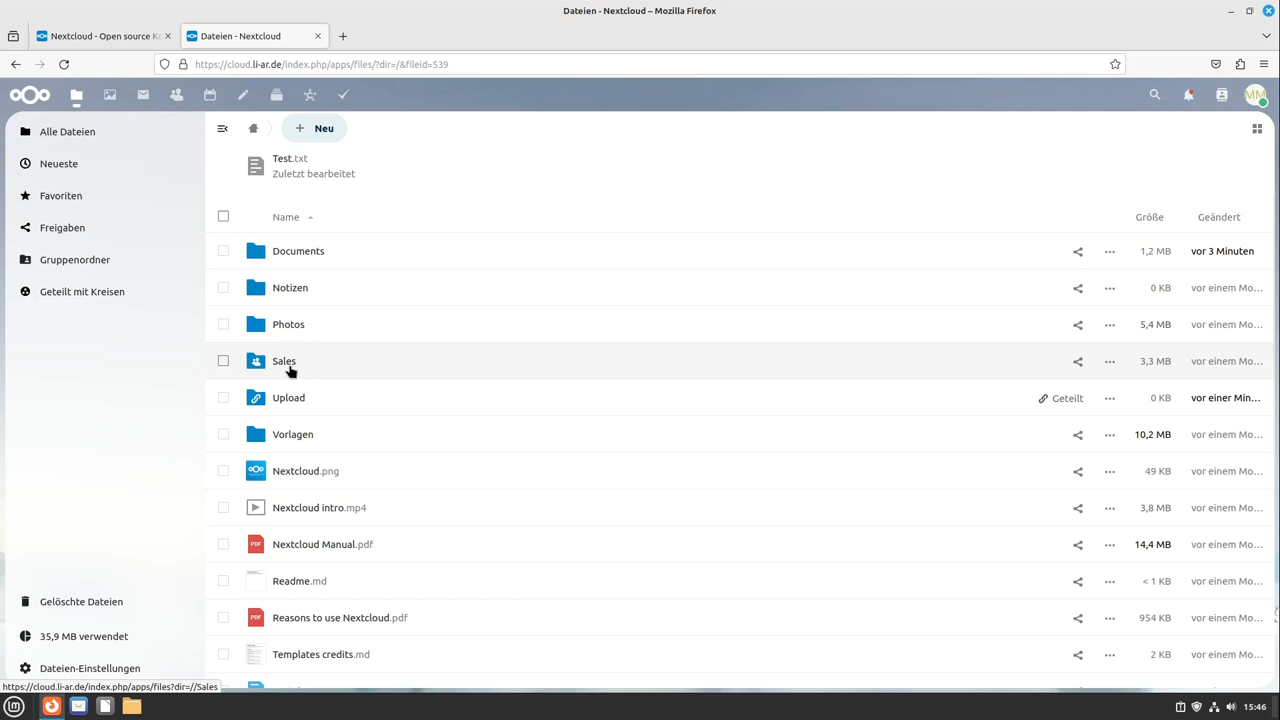 Dateien - Nextcloud – Mozilla Firefox
Nextcloud - Open source Ko
Dateien - Nextcloud
https://cloud.li-ar.de/index.php/apps/files/?dir=/&fileid=539
MM
Alle Dateien
Neueste
Favoriten
Freigaben
Gruppenordner
Geteilt mit Kreisen
Gelöschte Dateien
35,9 MB verwendet
Dateien-Einstellungen
Neu
Test.txt
Zuletzt bearbeitet
Name Größe Geändert
Documents 1,2 MB vor 3 Minuten
Notizen 0 KB vor einem Mo...
Photos 5,4 MB vor einem Mo...
Sales 3,3 MB vor einem Mo...
Upload Geteilt 0 KB vor einer Min...
Vorlagen 10,2 MB vor einem Mo...
Nextcloud.png 49 KB vor einem Mo...
Nextcloud intro.mp4 3,8 MB vor einem Mo...
PDF Nextcloud Manual.pdf 14,4 MB vor einem Mo...
Readme.md < 1 KB vor einem Mo...
PDF Reasons to use Nextcloud.pdf 954 KB vor einem Mo...
Templates credits.md 2 KB vor einem Mo...
https://cloud.li-ar.de/index.php/apps/files?dir=//Sales
15:46